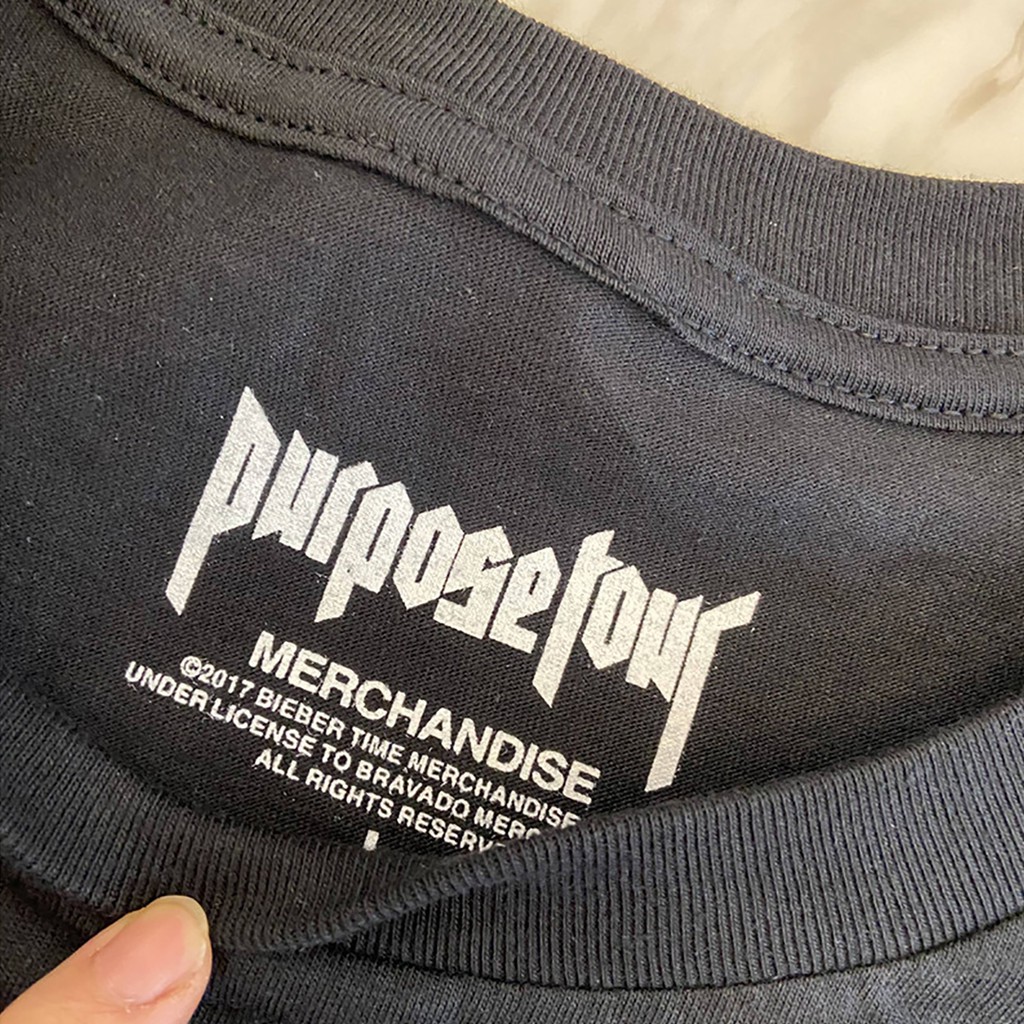 purpose tour
MERCHANDISE
©2017 BIEBER TIME MERCHANDISE
UNDER LICENSE TO BRAVADO
ALL RIGHTS